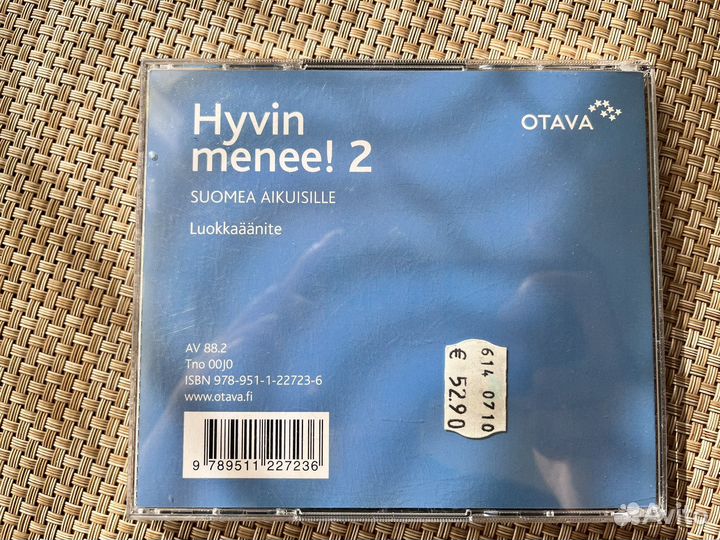 Hyvin
menee! 2
OTAVA
SUOMEA AIKUISILLE
Luokkaäänite
AV 88.2
Tno 00J0
ISBN 978-951-1-22723-6
www.otava.fi
9 789511 227236
614 0710
€ 52.90
Avito